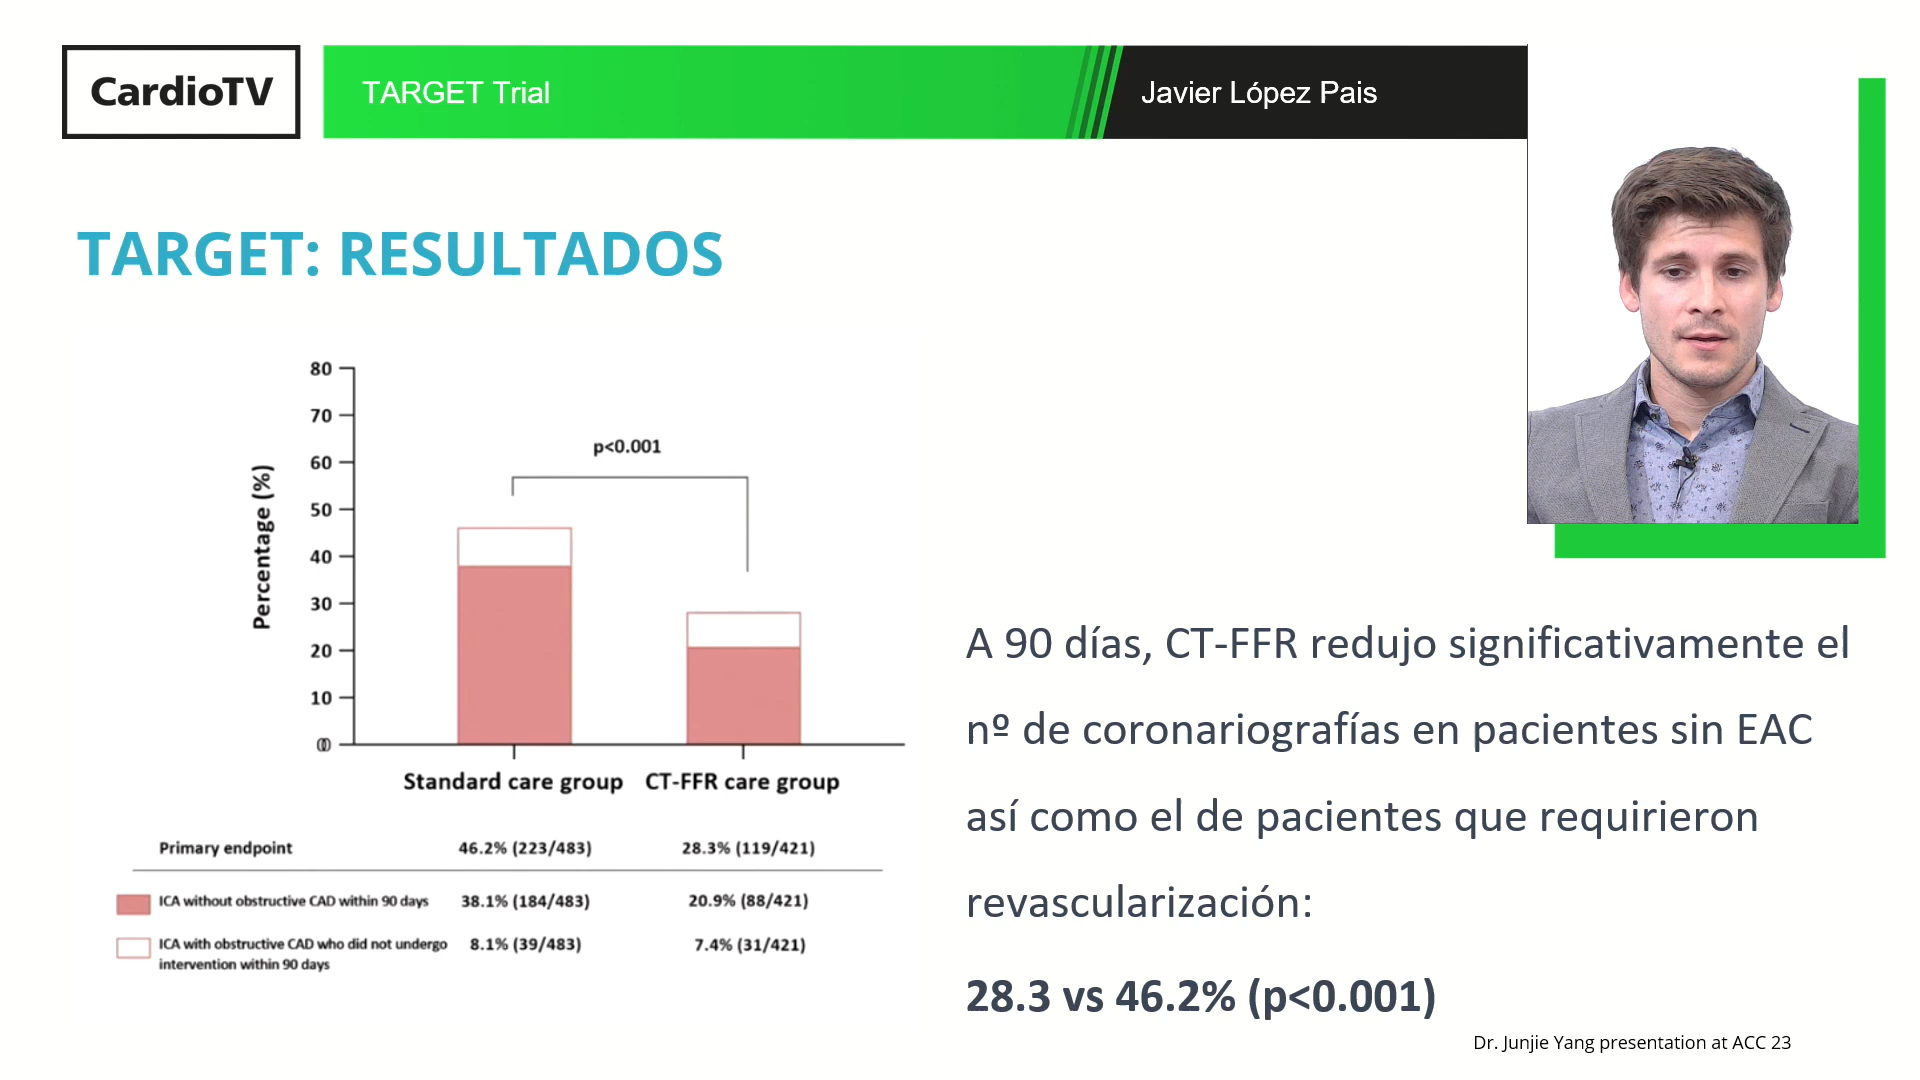 CardioTV
TARGET Trial
Javier López Pais
TARGET: RESULTADOS
80
70
60
50
40
30
20
10
0
Percentage (%)
p<0.001
Standard care group
CT-FFR care group
Primary endpoint 46.2% (223/483) 28.3% (119/421)
ICA without obstructive CAD within 90 days 38.1% (184/483) 20.9% (88/421)
ICA with obstructive CAD who did not undergo 8.1% (39/483) 7.4% (31/421)
intervention within 90 days
A 90 días, CT-FFR redujo significativamente el
nº de coronariografías en pacientes sin EAC
así como el de pacientes que requirieron
revascularización:
28.3 vs 46.2% (p<0.001)
Dr. Junjie Yang presentation at ACC 23